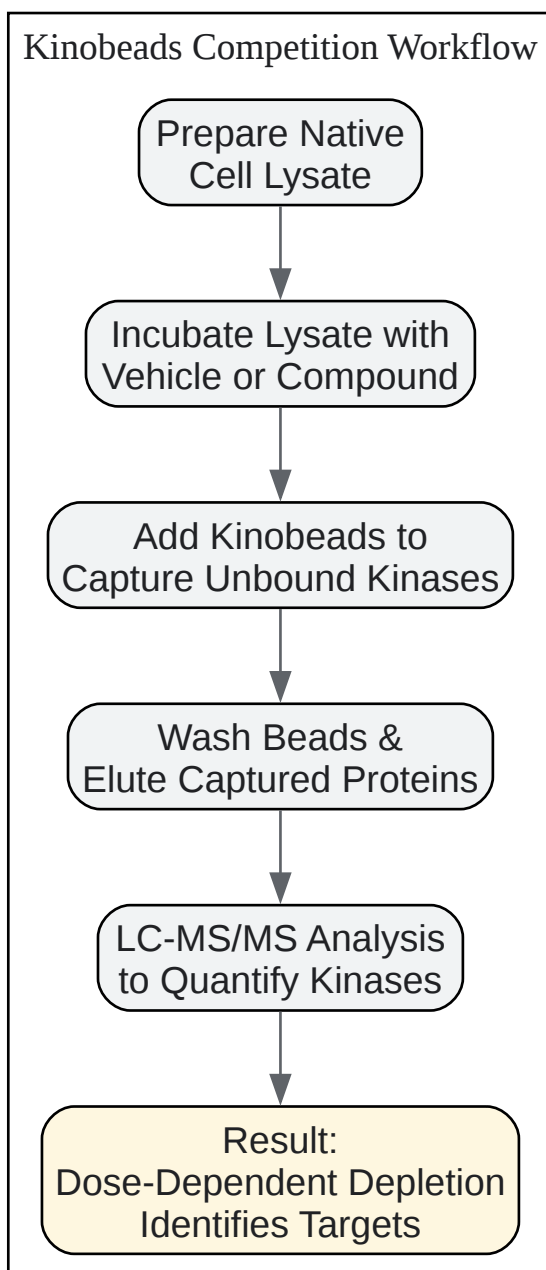 Kinobeads Competition Workflow
Prepare Native
Cell Lysate
Incubate Lysate with
Vehicle or Compound
Add Kinobeads to
Capture Unbound Kinases
Wash Beads &
Elute Captured Proteins
LC-MS/MS Analysis
to Quantify Kinases
Result:
Dose-Dependent Depletion
Identifies Targets